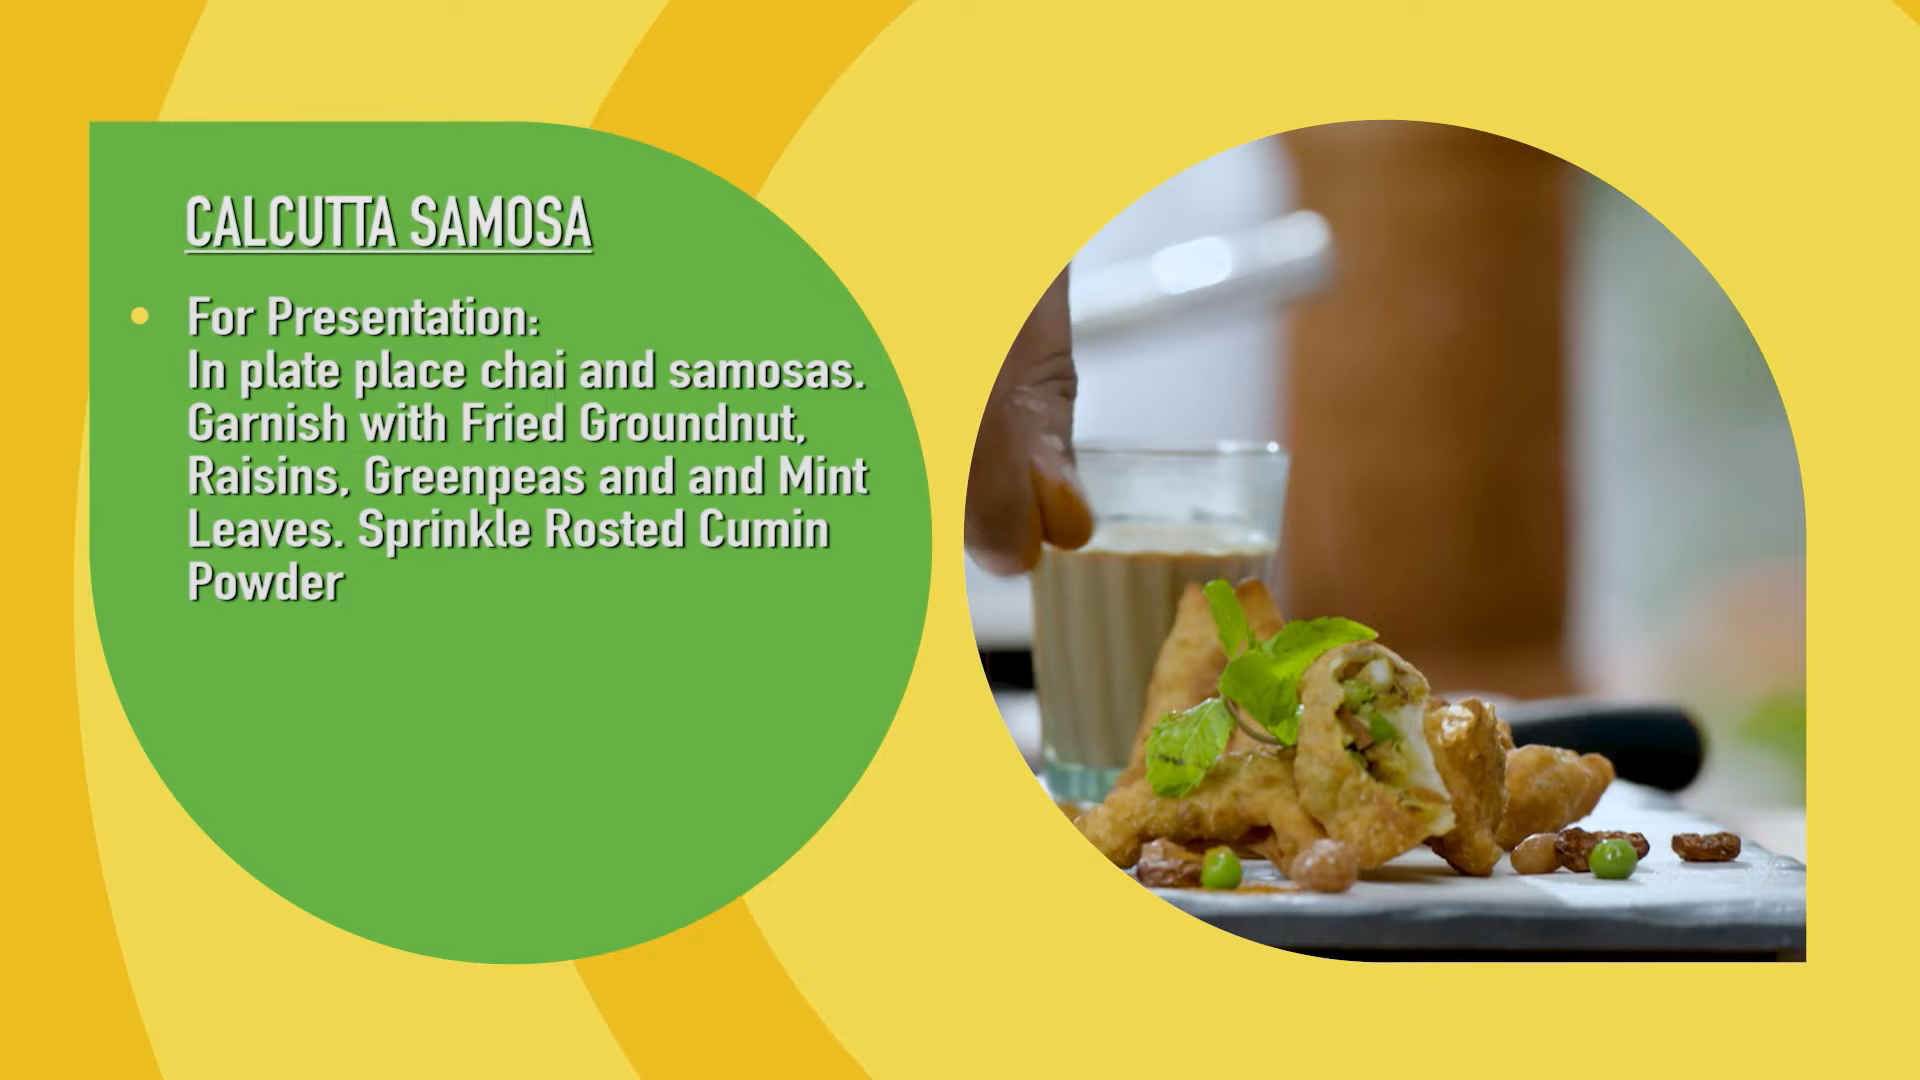 CALCUTTA SAMOSA
For Presentation:
In plate place chai and samosas.
Garnish with Fried Groundnut,
Raisins, Greenpeas and and Mint
Leaves. Sprinkle Rosted Cumin
Powder